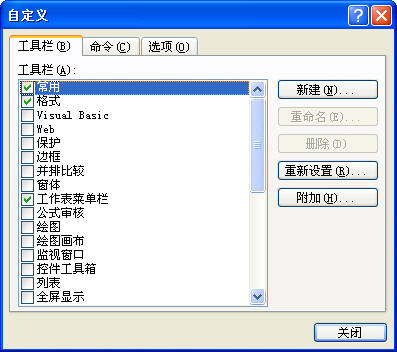 自定义
工具栏(B) 命令(C) 选项(O)
工具栏(A):
常用
格式
Visual Basic
Web
保护
边框
并排比较
窗体
工作表菜单栏
公式审核
绘图
绘图画布
监视窗口
控件工具箱
列表
全屏显示
新建(N)...
重命名(E)...
删除(D)
重新设置(R)...
附加(H)...
关闭